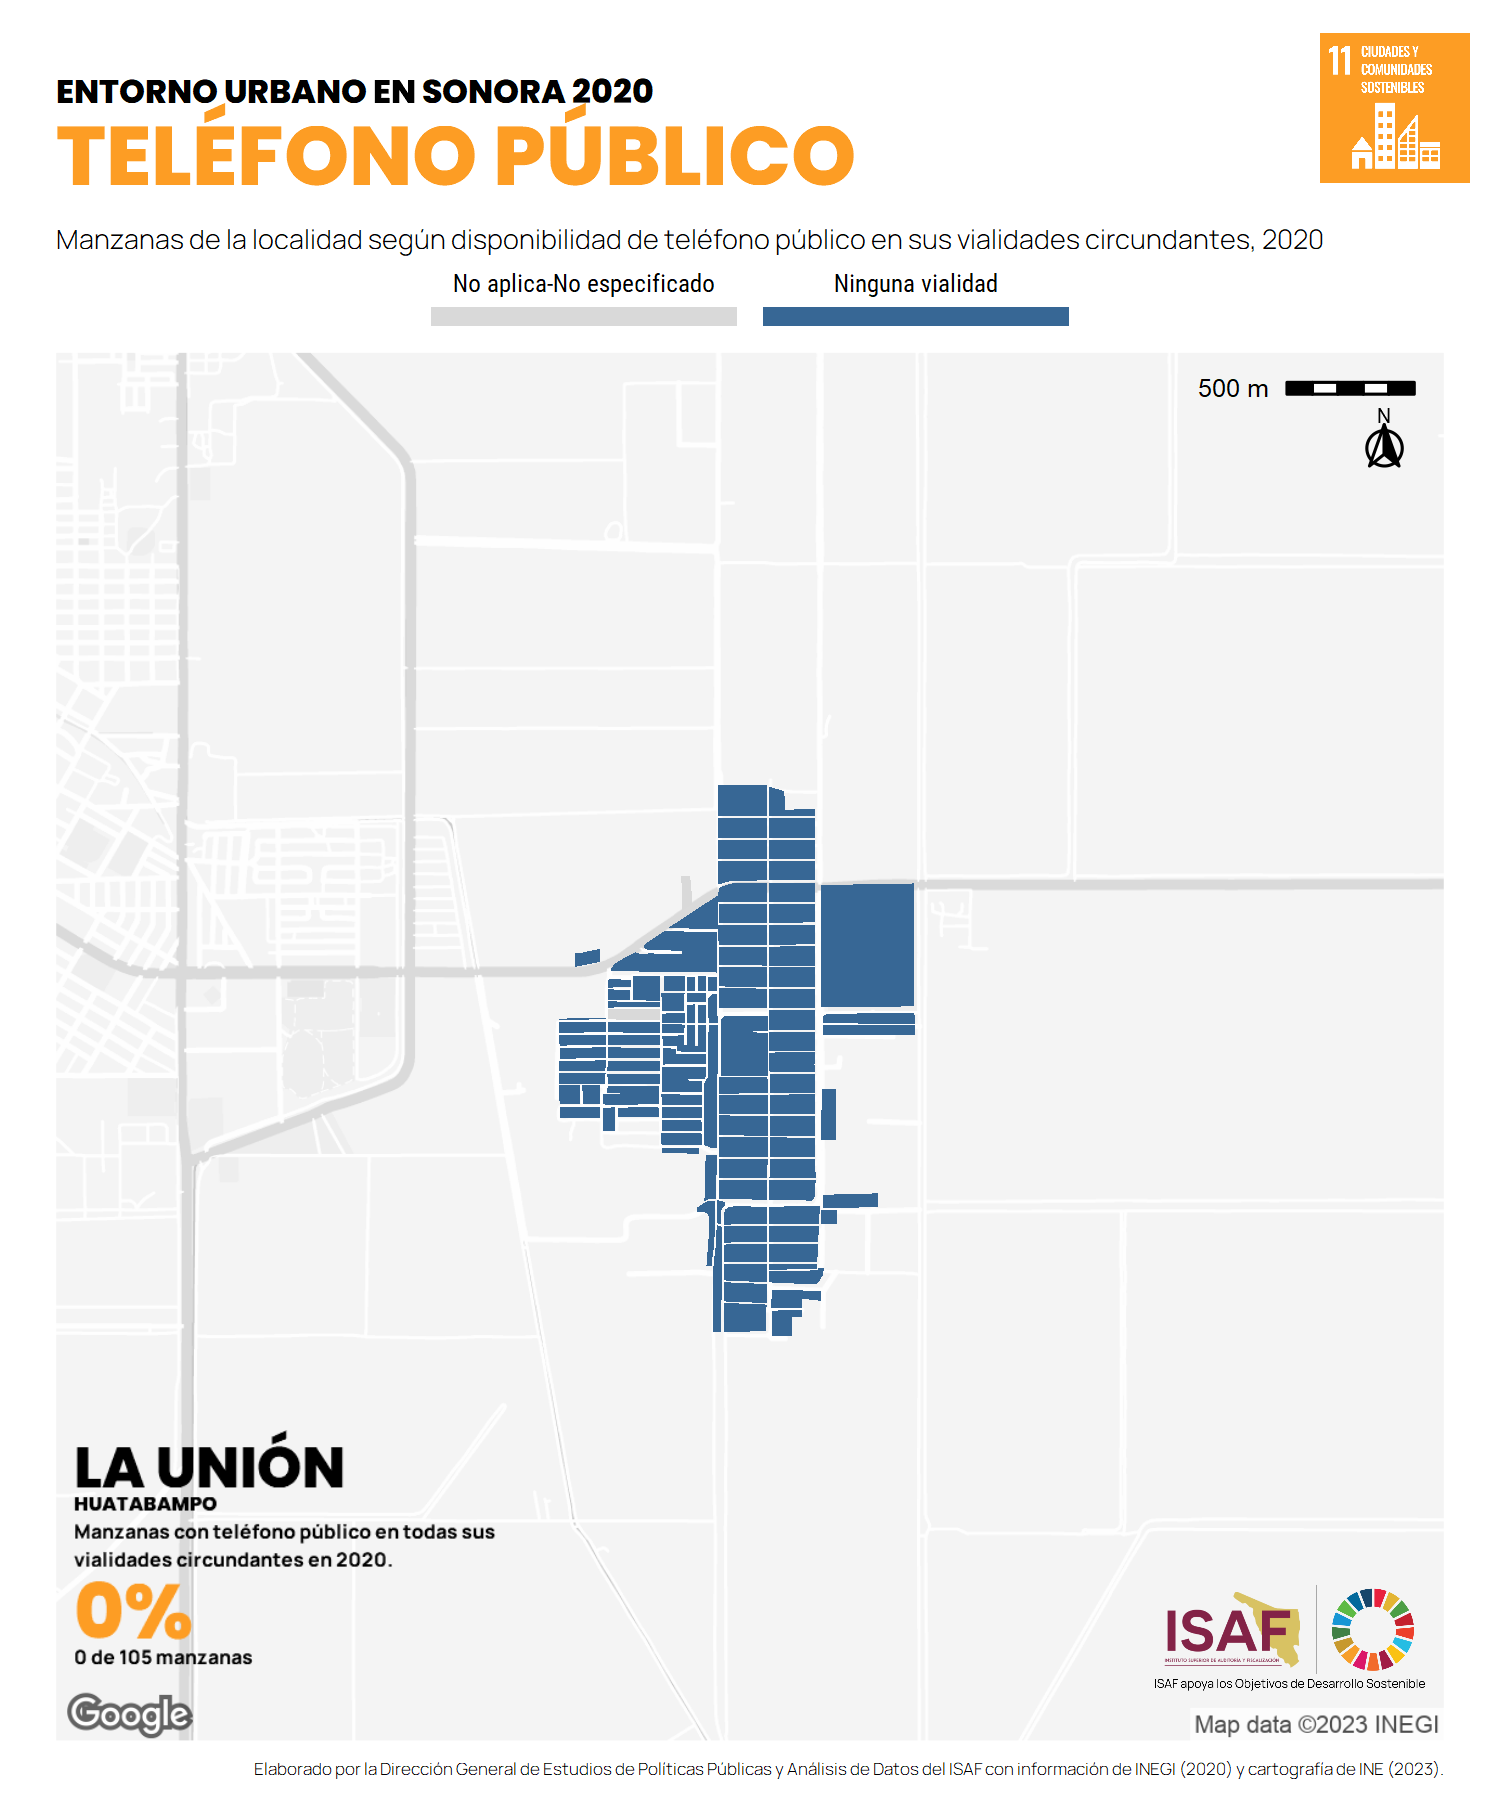 ENTORNO URBANO EN SONORA 2020
TELÉFONO PÚBLICO
11 CIUDADES Y
COMUNIDADES
SOSTENIBLES
Manzanas de la localidad según disponibilidad de teléfono público en sus vialidades circundantes, 2020
No aplica-No especificado
Ninguna vialidad
500 m
N
LA UNIÓN
HUATABAMPO
Manzanas con teléfono público en todas sus
vialidades circundantes en 2020.
0%
0 de 105 manzanas
Google
ISAF
INSTITUTO SUPERIOR DE AUDITORÍA Y FISCALIZACIÓN
ISAF apoya los Objetivos de Desarrollo Sostenible
Map data ©2023 INEGI
Elaborado por la Dirección General de Estudios de Políticas Públicas y Análisis de Datos del ISAF con información de INEGI (2020) y cartografía de INE (2023).